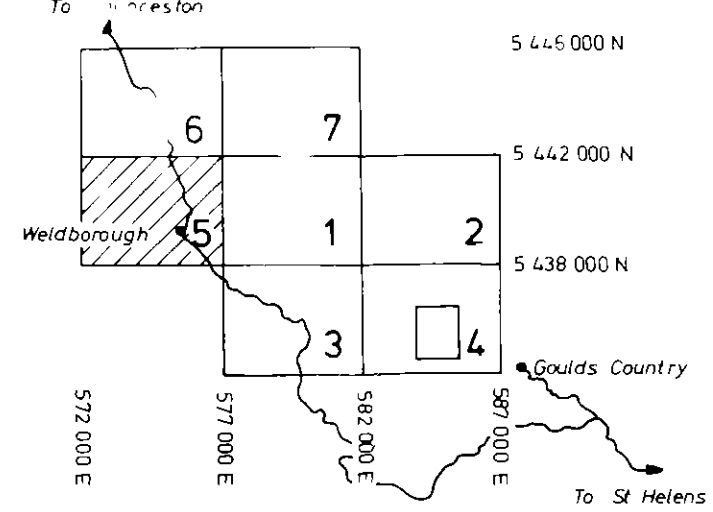 To
5 446 000 N
6
7
5 442 000 N
Weldborough
5
1
2
5 438 000 N
3
4
Goulds Country
572 000 E
577 000 E
582 000 E
587 000 E
To St Helens